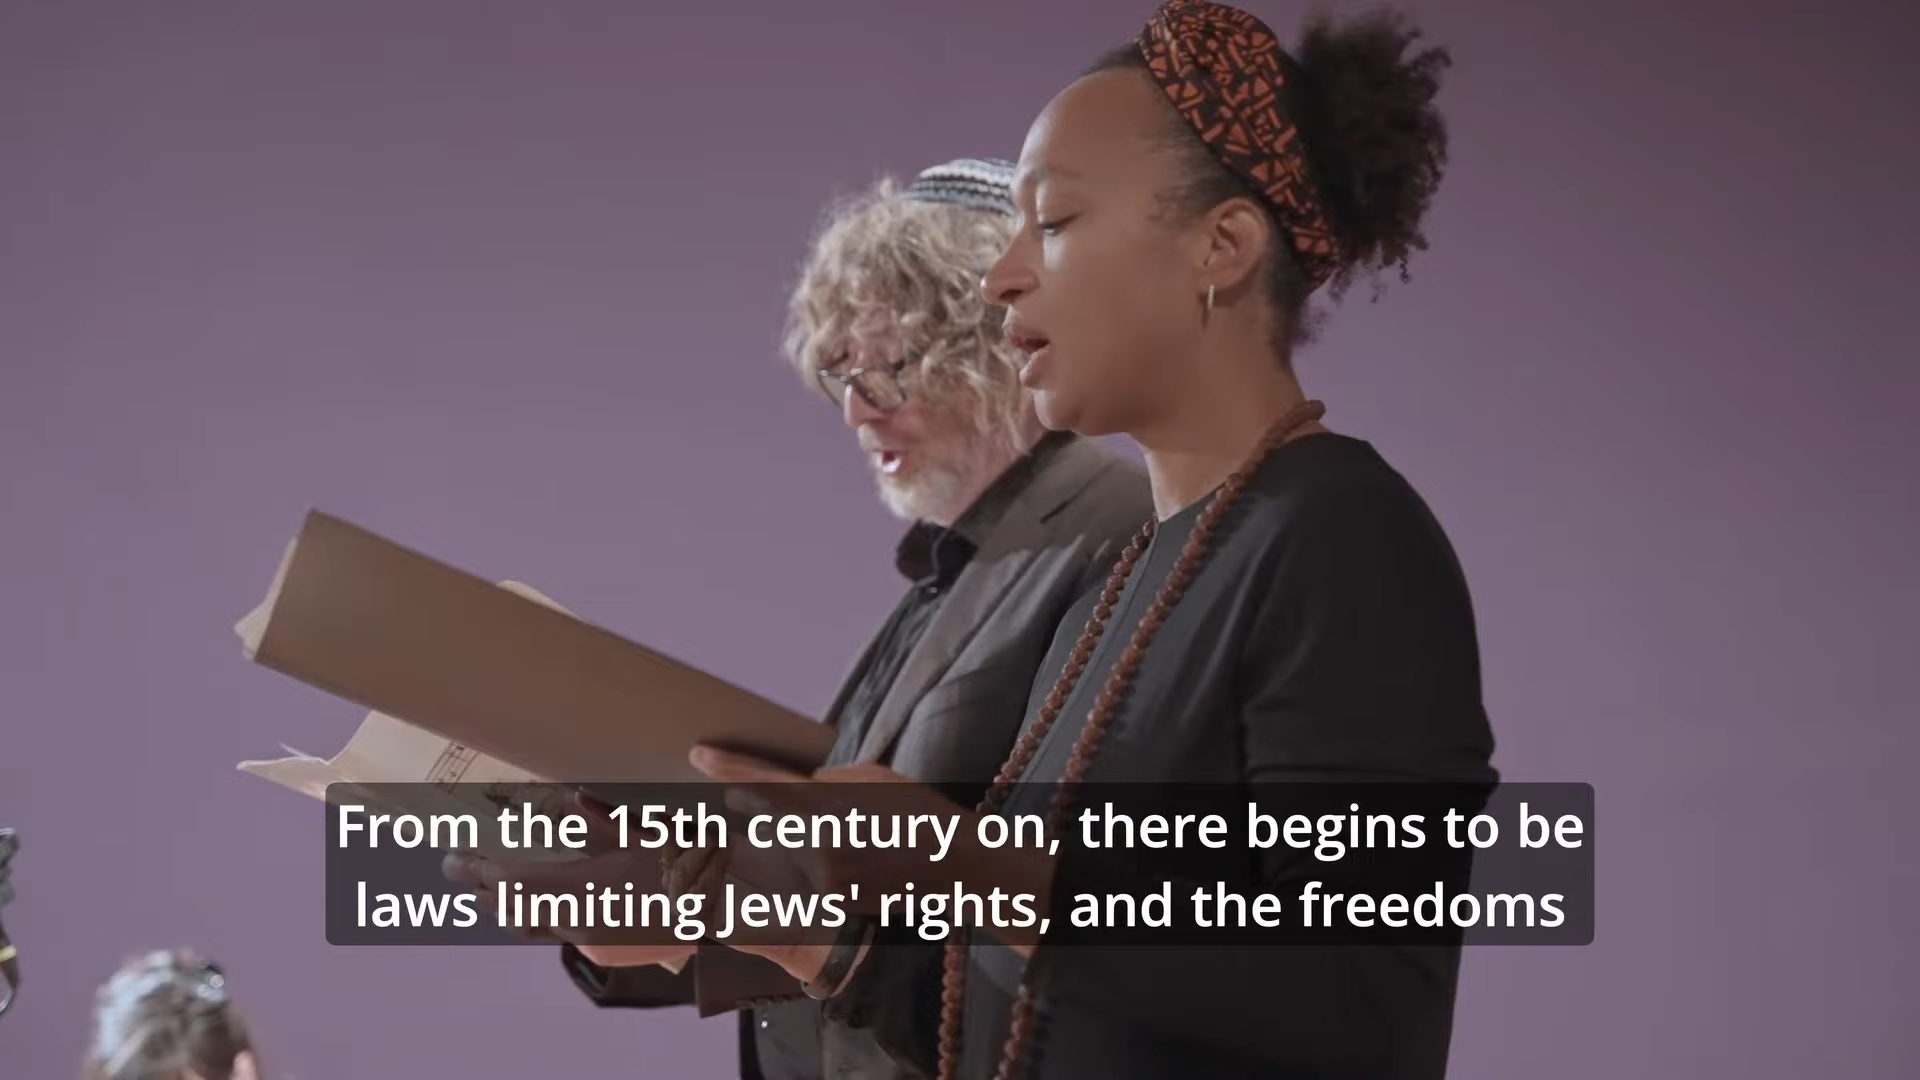 From the 15th century on, there begins to be
laws limiting Jews' rights, and the freedoms